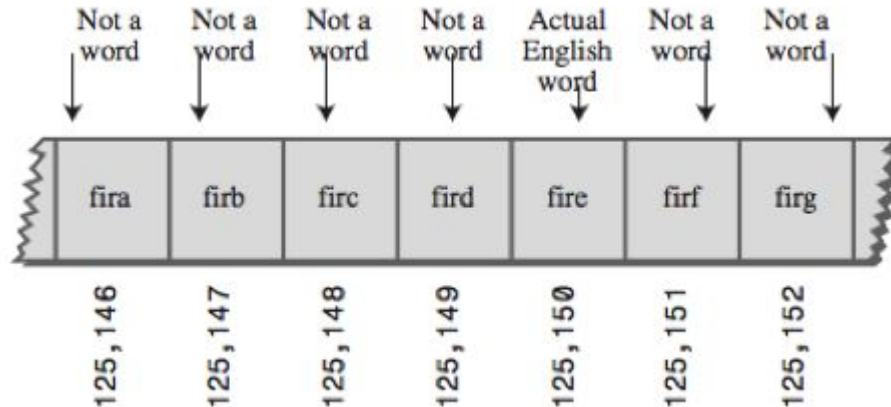 Not a word
Not a word
Not a word
Not a word
Actual English word
Not a word
Not a word
fira
firb
firc
fird
fire
firf
firg
125,146
125,147
125,148
125,149
125,150
125,151
125,152